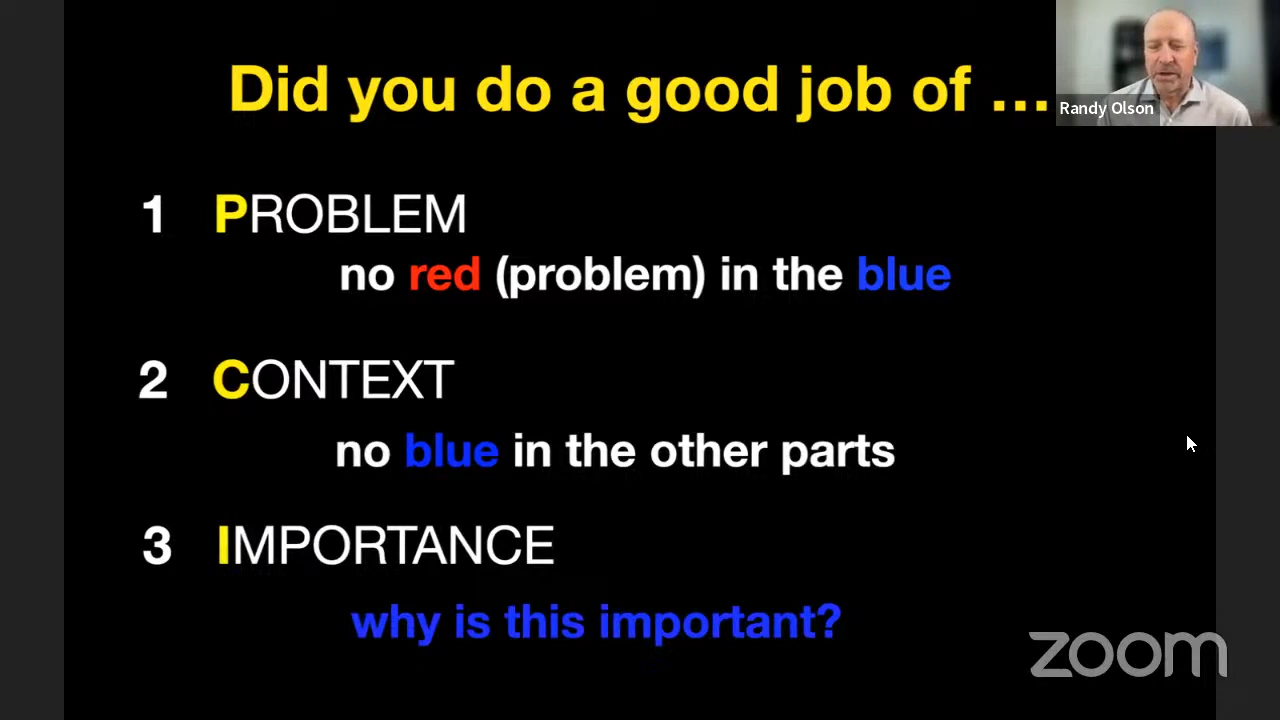 Did you do a good job of ...
Randy Olson
1 PROBLEM
no red (problem) in the blue
2 CONTEXT
no blue in the other parts
3 IMPORTANCE
why is this important?
zoom